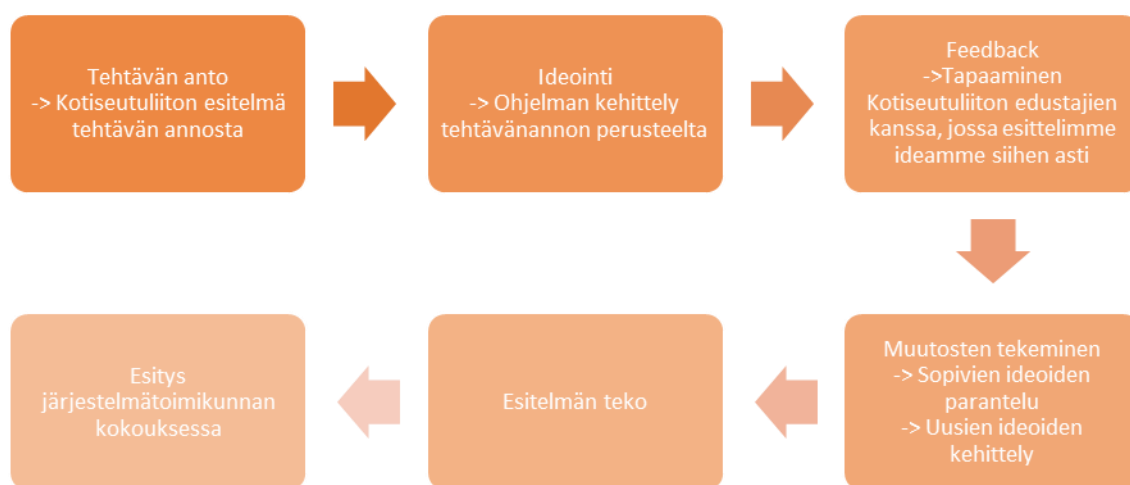 Tehtävän anto
-> Kotiseutuliiton esitelmä
tehtävän annosta
Ideointi
-> Ohjelman kehittely
tehtävänannon perusteelta
Feedback
->Tapaaminen
Kotiseutuliiton edustajien
kanssa, jossa esittelimme
ideamme siihen asti
Muutosten tekeminen
-> Sopivien ideoiden
parantelu
-> Uusien ideoiden
kehittely
Esitelmän teko
Esitys
järjestelmätoimikunnan
kokouksessa